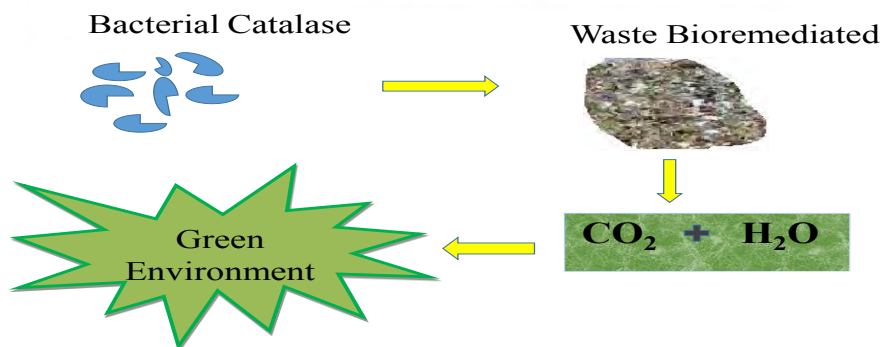 Bacterial Catalase
Waste Bioremediated
CO₂ + H₂O
Green
Environment